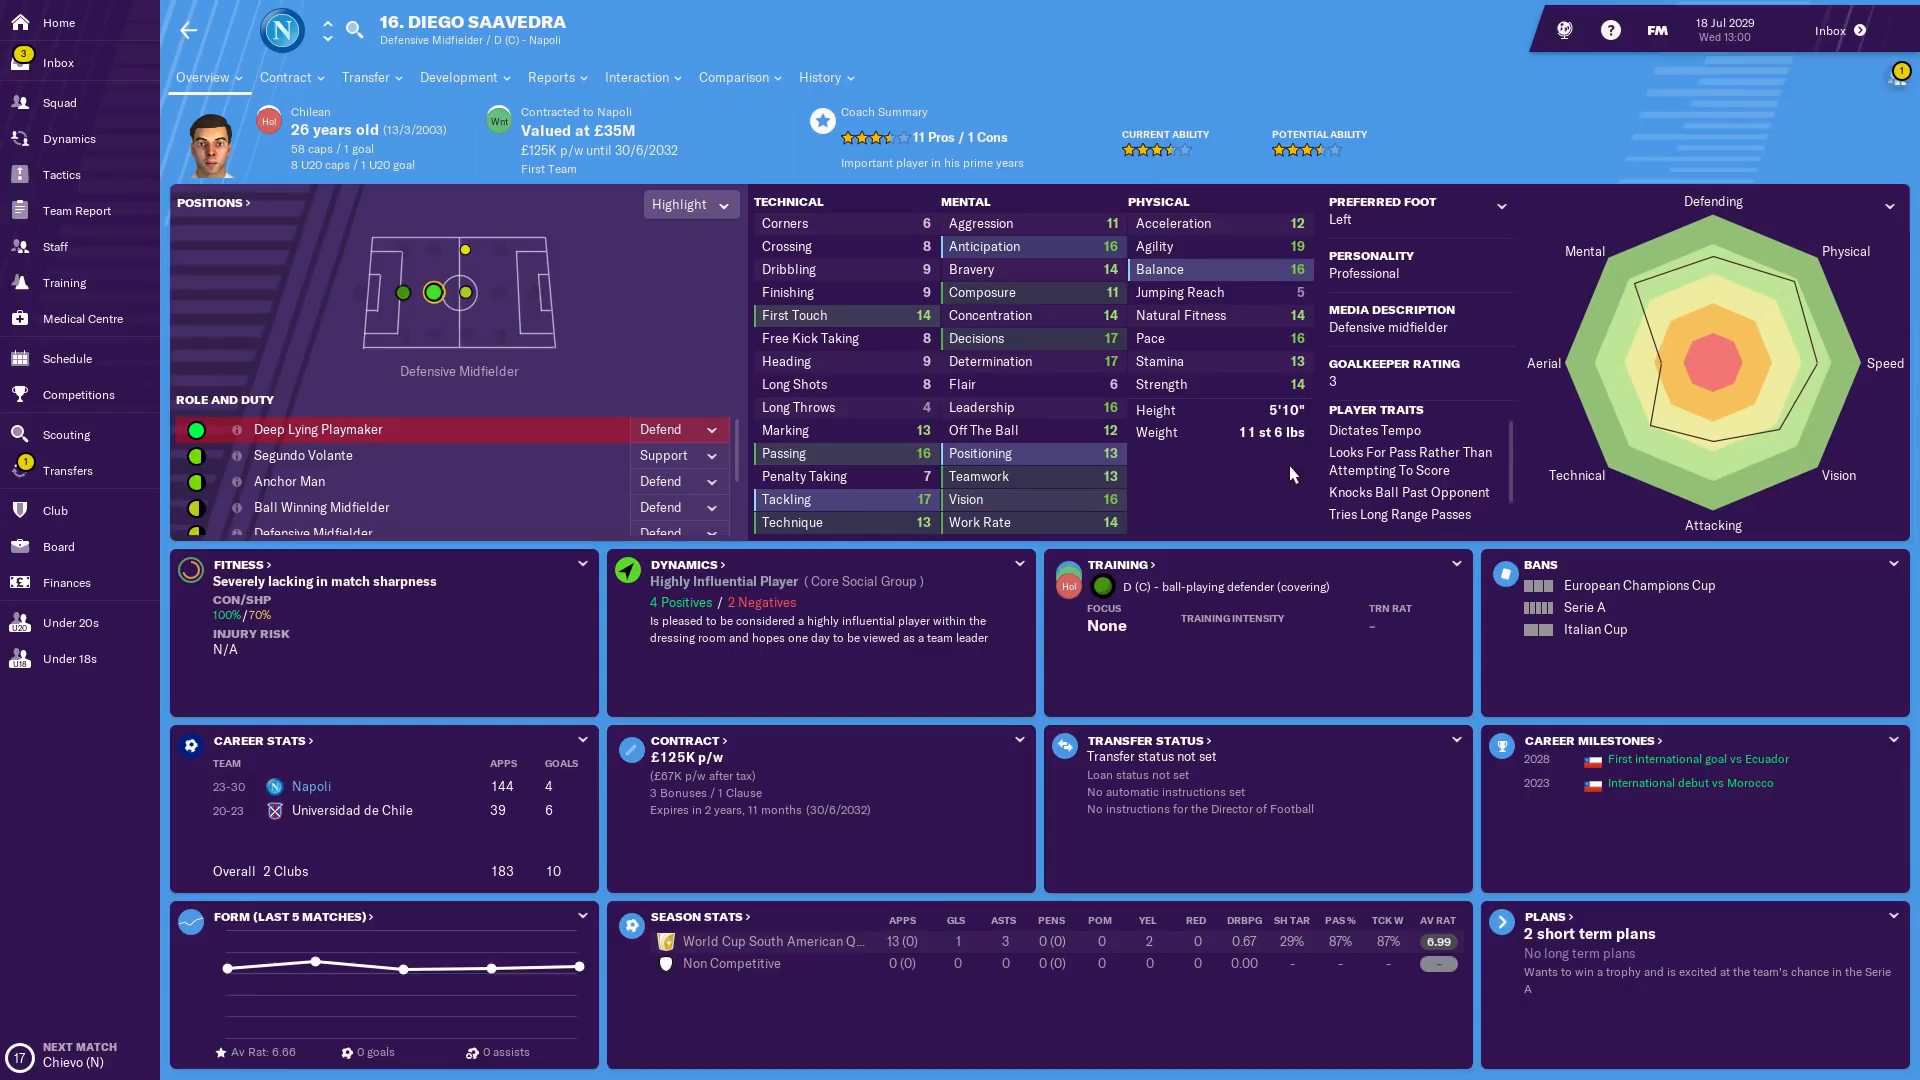 Home
3
Inbox
Squad
Dynamics
Tactics
Team Report
Staff
Training
Medical Centre
Schedule
Competitions
Scouting
1
Transfers
Club
Board
Finances
U20
Under 20s
U18
Under 18s
17
NEXT MATCH
Chievo (N)
N
16. DIEGO SAAVEDRA
Defensive Midfielder / D (C) - Napoli
FM
18 Jul 2029
Wed 13:00
Inbox
1
Overview
Contract
Transfer
Development
Reports
Interaction
Comparison
History
Hol
Chilean
26 years old (13/3/2003)
58 caps / 1 goal
8 U20 caps / 1 U20 goal
Wnt
Contracted to Napoli
Valued at £35M
£125K p/w until 30/6/2032
First Team
Coach Summary
11 Pros / 1 Cons
Important player in his prime years
CURRENT ABILITY
POTENTIAL ABILITY
POSITIONS >
Highlight
Defensive Midfielder
ROLE AND DUTY
Deep Lying Playmaker Defend
Segundo Volante Support
Anchor Man Defend
Ball Winning Midfielder Defend
Defensive Midfielder Defend
TECHNICAL
Corners 6
Crossing 8
Dribbling 9
Finishing 9
First Touch 14
Free Kick Taking 8
Heading 9
Long Shots 8
Long Throws 4
Marking 13
Passing 16
Penalty Taking 7
Tackling 17
Technique 13
MENTAL
Aggression 11
Anticipation 16
Bravery 14
Composure 11
Concentration 14
Decisions 17
Determination 17
Flair 6
Leadership 16
Off The Ball 12
Positioning 13
Teamwork 13
Vision 16
Work Rate 14
PHYSICAL
Acceleration 12
Agility 19
Balance 16
Jumping Reach 5
Natural Fitness 14
Pace 16
Stamina 13
Strength 14
Height 5'10"
Weight 11 st 6 lbs
PREFERRED FOOT
Left
PERSONALITY
Professional
MEDIA DESCRIPTION
Defensive midfielder
GOALKEEPER RATING
3
PLAYER TRAITS
Dictates Tempo
Looks For Pass Rather Than
Attempting To Score
Knocks Ball Past Opponent
Tries Long Range Passes
Defending
Physical
Speed
Vision
Attacking
Technical
Aerial
Mental
FITNESS >
Severely lacking in match sharpness
CON/SHP
100%/70%
INJURY RISK
N/A
DYNAMICS >
Highly Influential Player ( Core Social Group )
4 Positives / 2 Negatives
Is pleased to be considered a highly influential player within the
dressing room and hopes one day to be viewed as a team leader
TRAINING >
Hol
D (C) - ball-playing defender (covering)
FOCUS
None
TRAINING INTENSITY
TRN RAT
-
BANS
European Champions Cup
Serie A
Italian Cup
CAREER STATS >
TEAM APPS GOALS
23-30 Napoli 144 4
20-23 Universidad de Chile 39 6
Overall 2 Clubs 183 10
CONTRACT >
£125K p/w
(£67K p/w after tax)
3 Bonuses / 1 Clause
Expires in 2 years, 11 months (30/6/2032)
TRANSFER STATUS >
Transfer status not set
Loan status not set
No automatic instructions set
No instructions for the Director of Football
CAREER MILESTONES >
2028 First international goal vs Ecuador
2023 International debut vs Morocco
FORM (LAST 5 MATCHES) >
Av Rat: 6.66
0 goals
0 assists
SEASON STATS >
APPS GLS ASTS PENS POM YEL RED DRBPG SH TAR PAS % TCK W AV RAT
World Cup South American Q... 13 (0) 1 3 0 (0) 0 2 0 0.67 29% 87% 87% 6.99
Non Competitive 0 (0) 0 0 0 (0) 0 0 0 0.00 - - - -
PLANS >
2 short term plans
No long term plans
Wants to win a trophy and is excited at the team's chance in the Serie
A